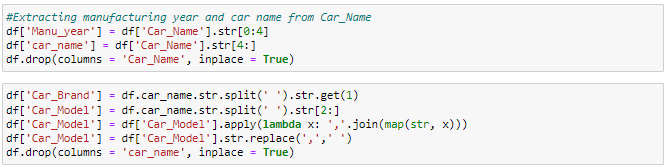 #Extracting manufacturing year and car name from Car_Name
df['Manu_year'] = df['Car_Name'].str[0:4]
df['car_name'] = df['Car_Name'].str[4:]
df.drop(columns = 'Car_Name', inplace = True)
df['Car_Brand'] = df.car_name.str.split(' ').str.get(1)
df['Car_Model'] = df.car_name.str.split(' ').str[2:]
df['Car_Model'] = df['Car_Model'].apply(lambda x: ','.join(map(str, x)))
df['Car_Model'] = df['Car_Model'].str.replace(',',' ')
df.drop(columns = 'car_name', inplace = True)